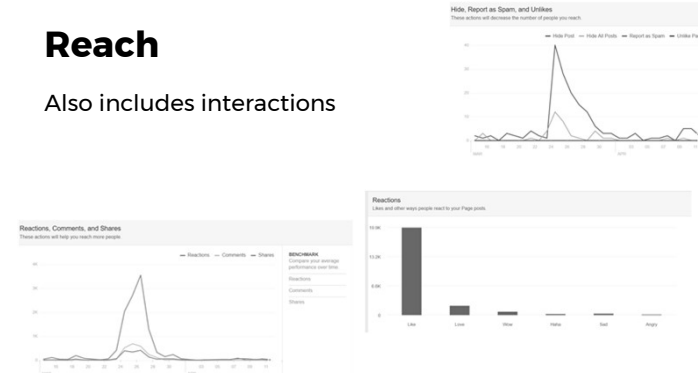 Reach
Also includes interactions
Hide, Report as Spam, and Unlikes
These actions will decrease the number of people you reach
Hide Post Hide All Posts Report as Spam Unlike
Reactions, Comments, and Shares
These actions will help you reach more people
Reactions Comments Shares
BENCHMARK
Compare your average
performance over time.
Reactions
Comments
Shares
Reactions
Likes and other ways people react to your Page posts.
Like Love Wow Haha Sad Angry